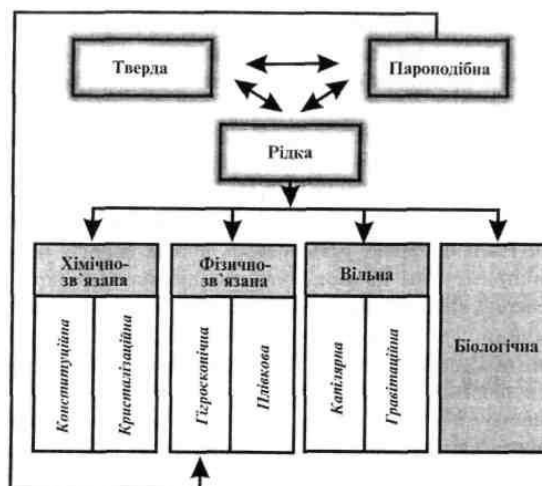 Тверда
Пароподібна
Рідка
Хімічно-
зв`язана
Фізично-
зв`язана
Вільна
Біологічна
Конституційна
Кристалізаційна
Гігроскопічна
Плівкова
Капілярна
Гравітаційна